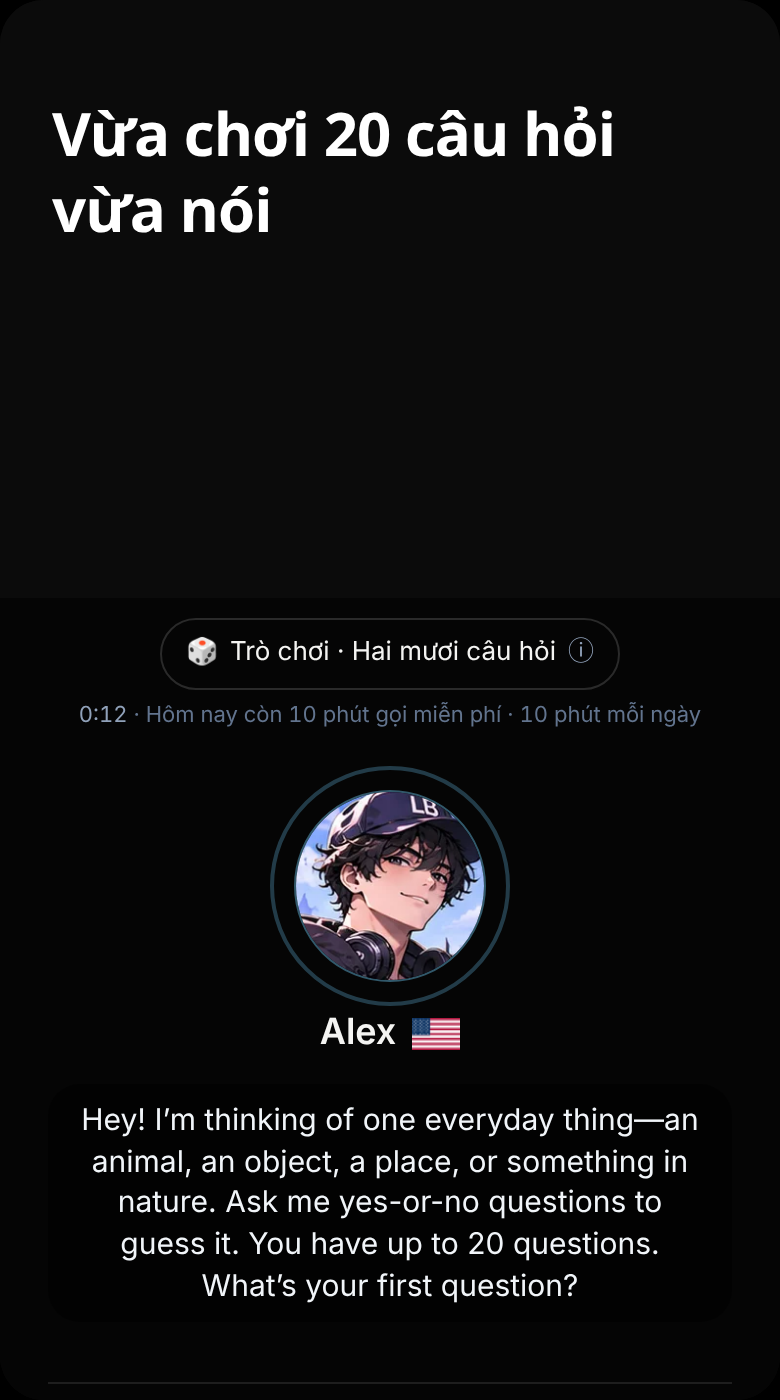 Vừa chơi 20 câu hỏi
vừa nói
Trò chơi · Hai mươi câu hỏi ⓘ
0:12 · Hôm nay còn 10 phút gọi miễn phí · 10 phút mỗi ngày
LB
Alex
Hey! I’m thinking of one everyday thing—an
animal, an object, a place, or something in
nature. Ask me yes-or-no questions to
guess it. You have up to 20 questions.
What’s your first question?